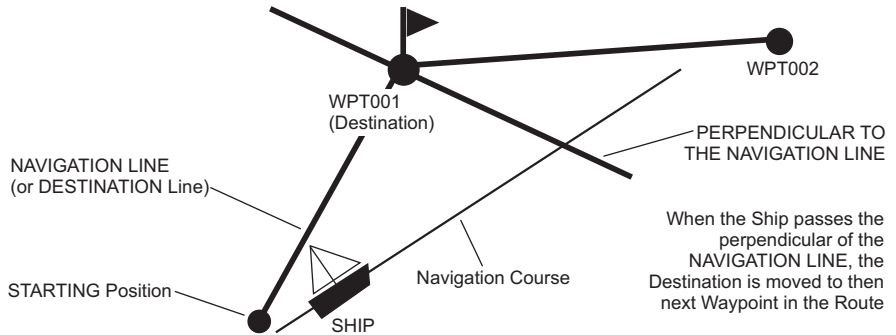 WPT002
WPT001
(Destination)
PERPENDICULAR TO
THE NAVIGATION LINE
NAVIGATION LINE
(or DESTINATION Line)
When the Ship passes the
perpendicular of the
NAVIGATION LINE, the
Destination is moved to then
next Waypoint in the Route
Navigation Course
STARTING Position
SHIP